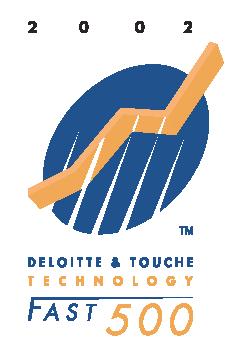 2 0 0 2
TM
DELOITTE & TOUCHE
TECHNOLOGY
FAST 500